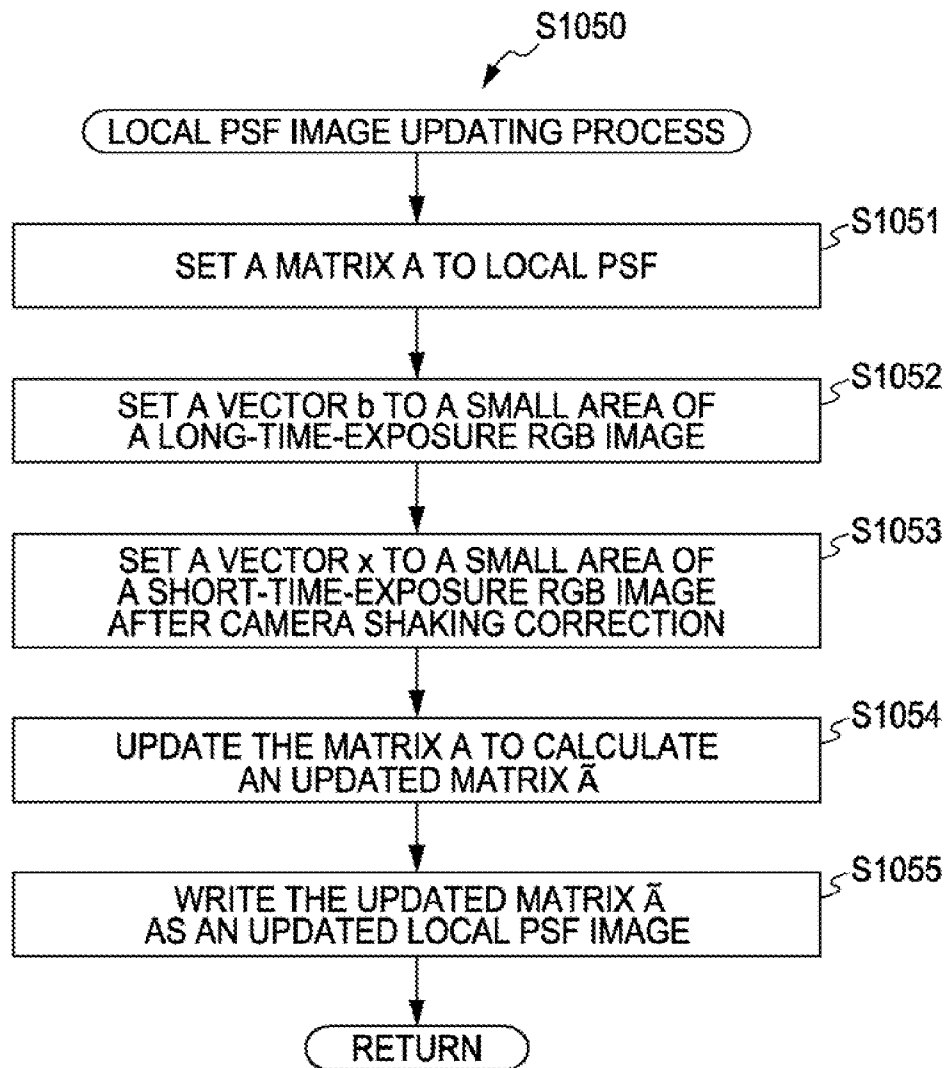 S1050
LOCAL PSF IMAGE UPDATING PROCESS
S1051
SET A MATRIX A TO LOCAL PSF
S1052
SET A VECTOR b TO A SMALL AREA OF
A LONG-TIME-EXPOSURE RGB IMAGE
S1053
SET A VECTOR x TO A SMALL AREA OF
A SHORT-TIME-EXPOSURE RGB IMAGE
AFTER CAMERA SHAKING CORRECTION
S1054
UPDATE THE MATRIX A TO CALCULATE
AN UPDATED MATRIX Ã
S1055
WRITE THE UPDATED MATRIX Ã
AS AN UPDATED LOCAL PSF IMAGE
RETURN